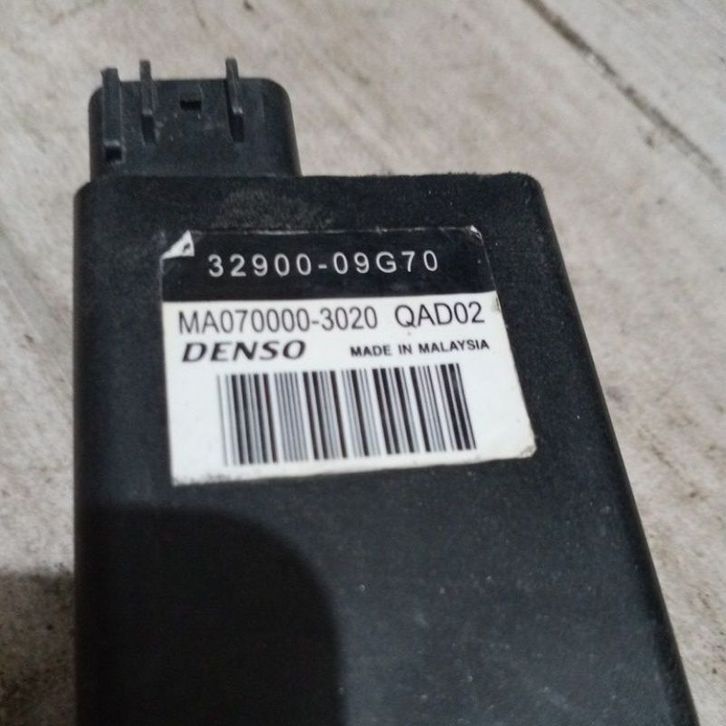 32900-09G70
MA070000-3020 QAD02
DENSO MADE IN MALAYSIA